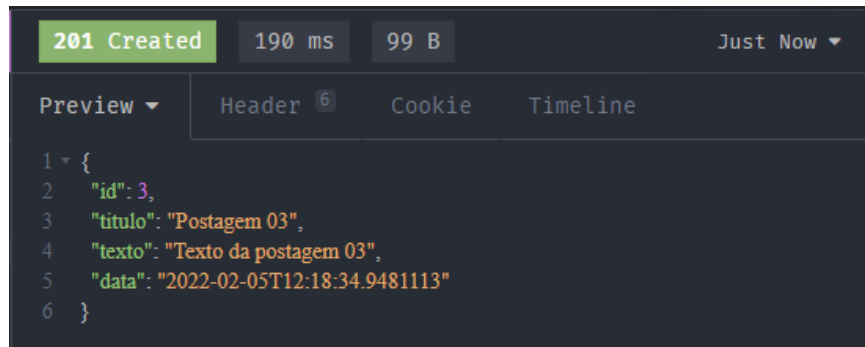 201 Created 190 ms 99 B Just Now
Preview Header 6 Cookie Timeline
1 {
2 "id": 3,
3 "titulo": "Postagem 03",
4 "texto": "Texto da postagem 03",
5 "data": "2022-02-05T12:18:34.9481113"
6 }